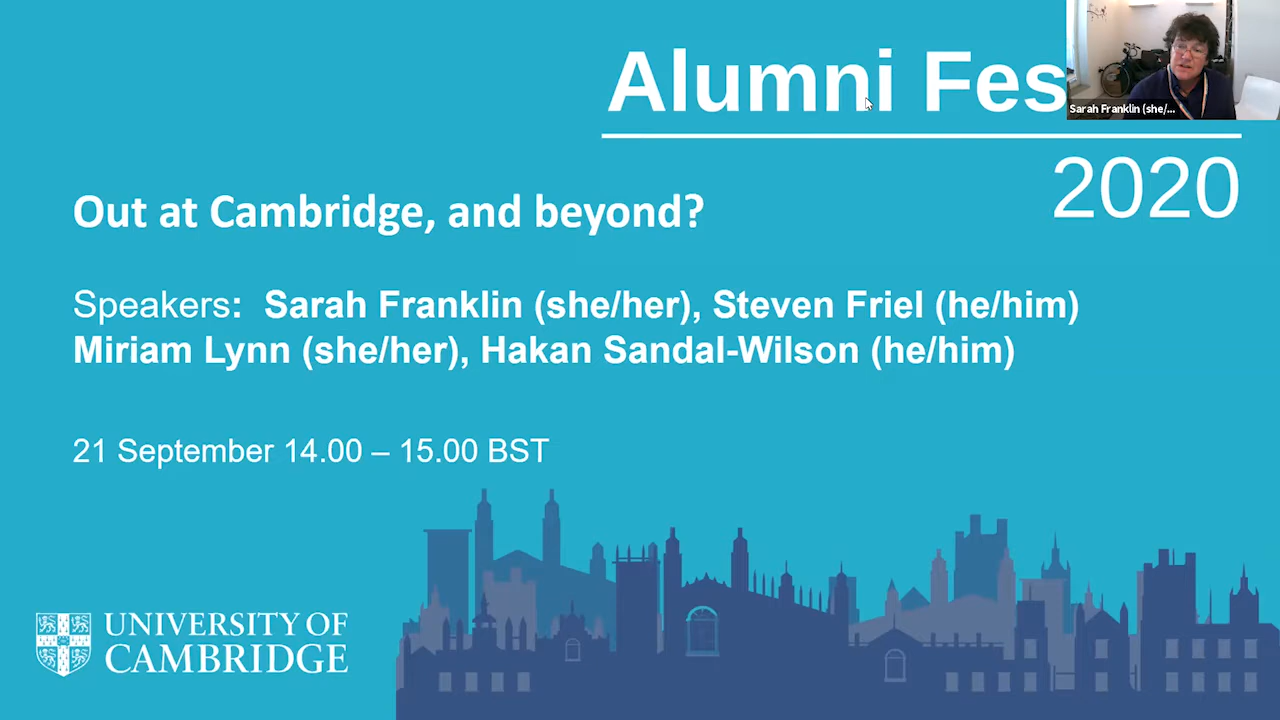 Alumni Fes
Sarah Franklin (she/...
2020
Out at Cambridge, and beyond?
Speakers: Sarah Franklin (she/her), Steven Friel (he/him)
Miriam Lynn (she/her), Hakan Sandal-Wilson (he/him)
21 September 14.00 – 15.00 BST
UNIVERSITY OF
CAMBRIDGE